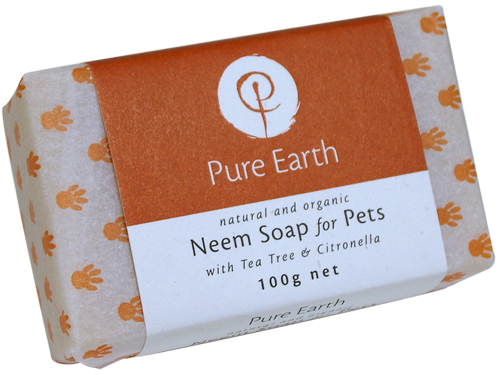 Pure Earth
natural and organic
Neem Soap for Pets
with Tea Tree & Citronella
100g net
Pure Earth